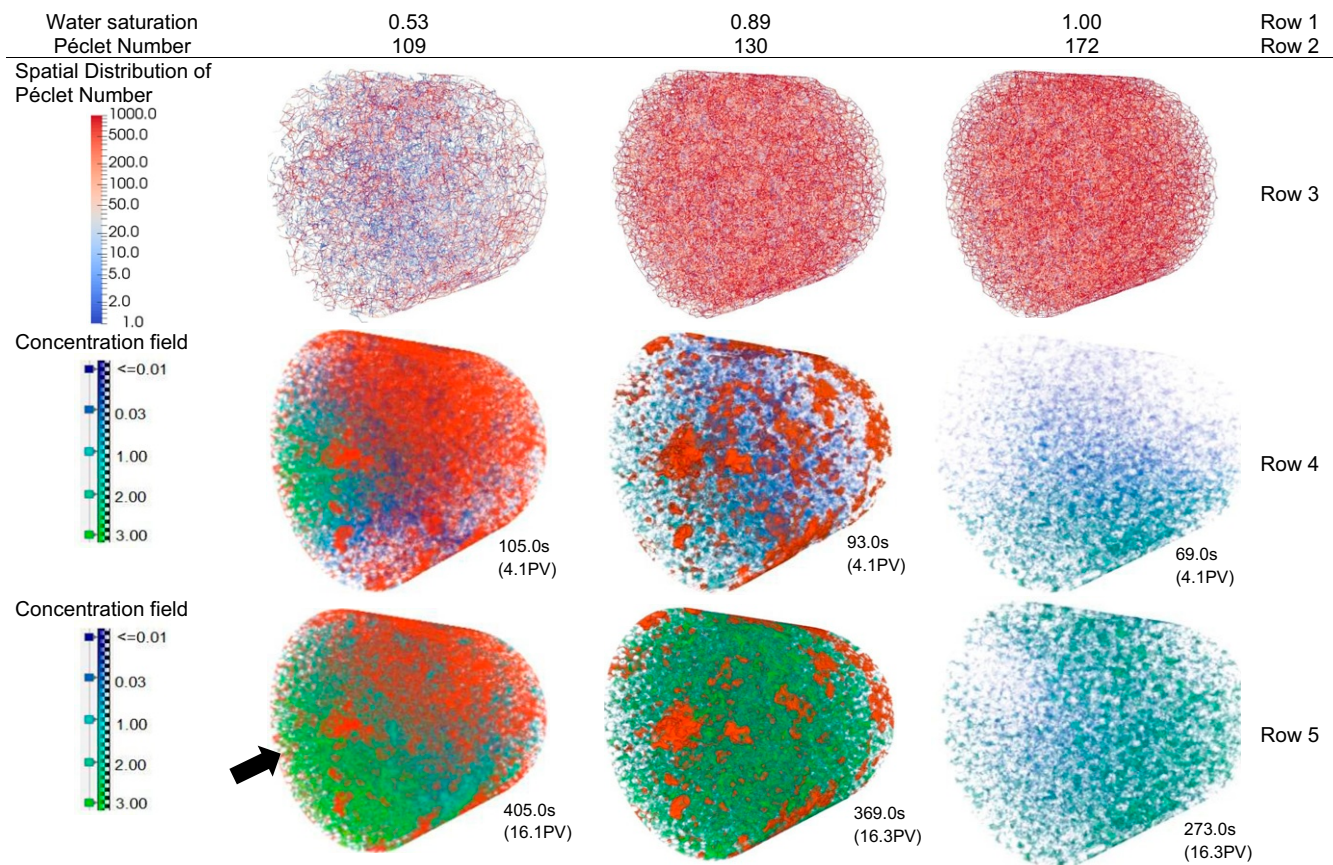 Water saturation 0.53 0.89 1.00 Row 1
Péclet Number 109 130 172 Row 2
Spatial Distribution of
Péclet Number
1000.0
500.0
200.0
100.0
50.0
20.0
10.0
5.0
2.0
1.0
Row 3
Concentration field
<=0.01
0.03
1.00
2.00
3.00
105.0s
(4.1PV)
93.0s
(4.1PV)
69.0s
(4.1PV)
Row 4
Concentration field
<=0.01
0.03
1.00
2.00
3.00
405.0s
(16.1PV)
369.0s
(16.3PV)
273.0s
(16.3PV)
Row 5